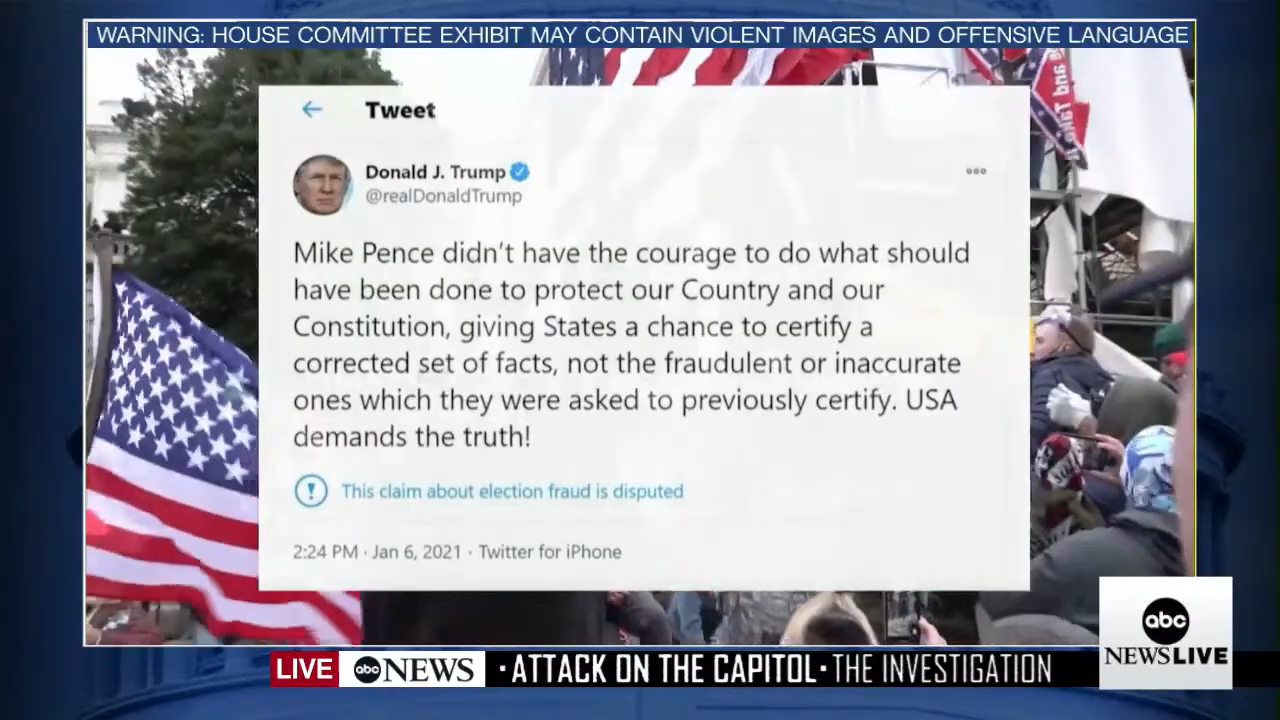 WARNING: HOUSE COMMITTEE EXHIBIT MAY CONTAIN VIOLENT IMAGES AND OFFENSIVE LANGUAGE
Tweet
Donald J. Trump
@realDonaldTrump
Mike Pence didn't have the courage to do what should
have been done to protect our Country and our
Constitution, giving States a chance to certify a
corrected set of facts, not the fraudulent or inaccurate
ones which they were asked to previously certify. USA
demands the truth!
This claim about election fraud is disputed
2:24 PM · Jan 6, 2021 · Twitter for iPhone
abc
NEWSLIVE
LIVE abc NEWS · ATTACK ON THE CAPITOL · THE INVESTIGATION